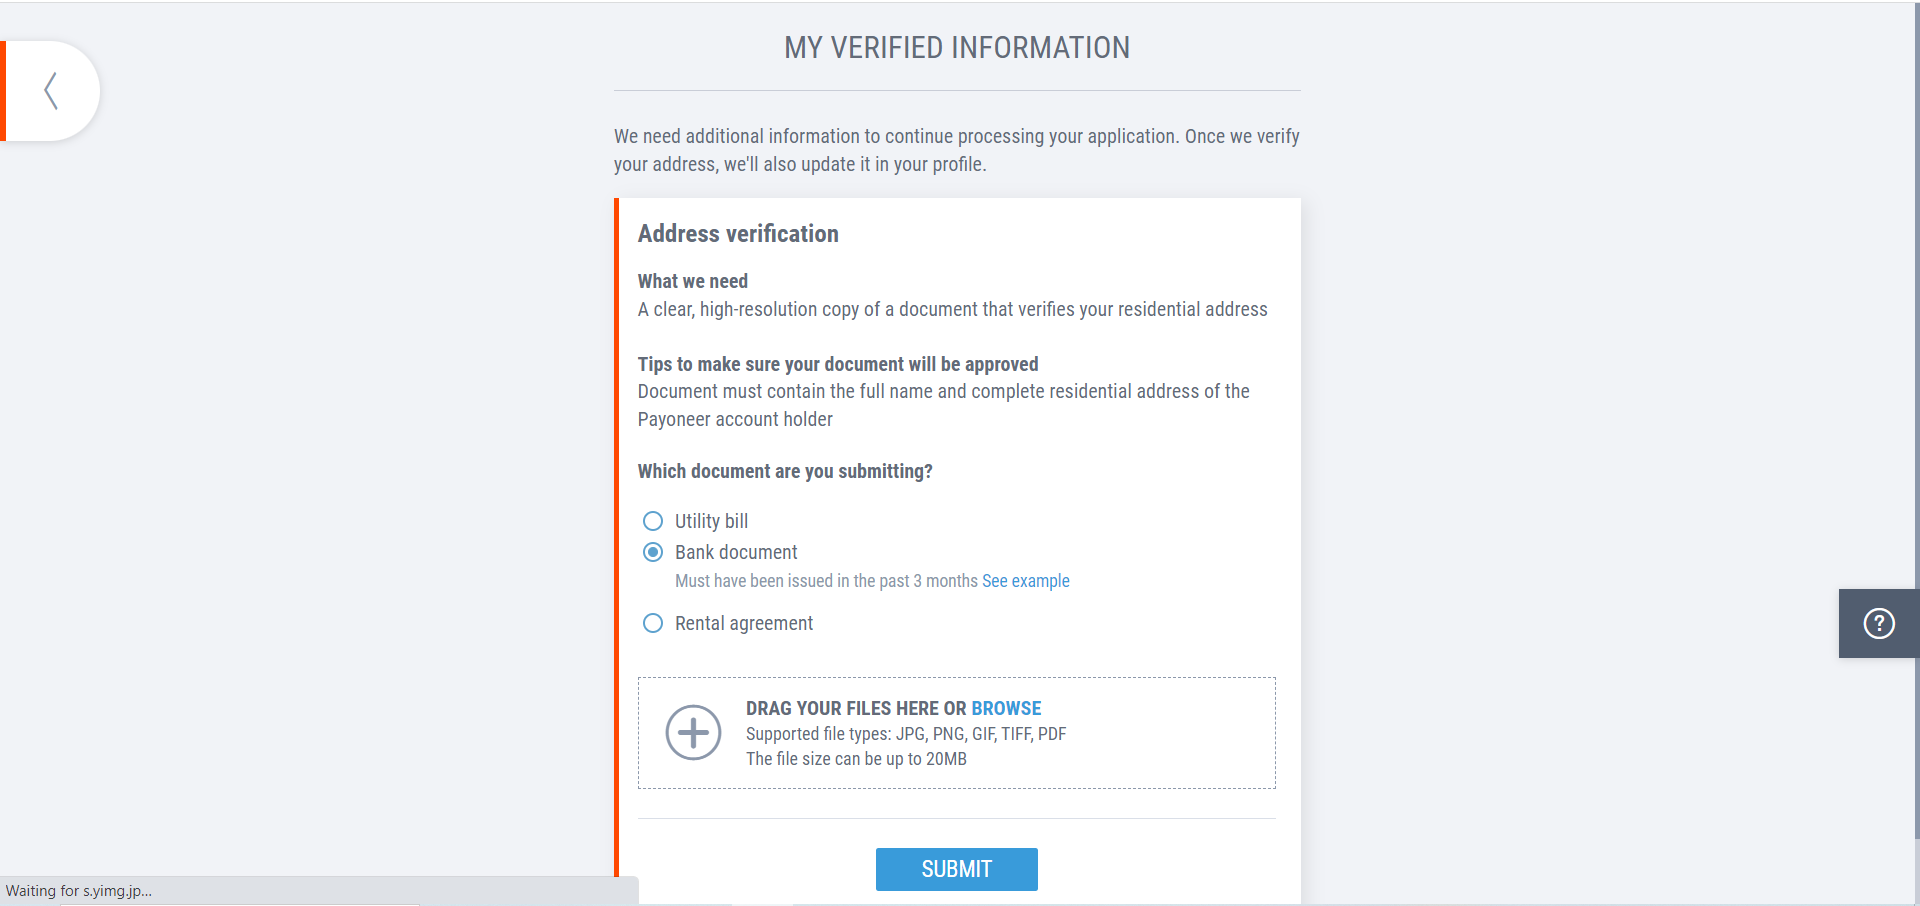 MY VERIFIED INFORMATION
We need additional information to continue processing your application. Once we verify
your address, we'll also update it in your profile.
Address verification
What we need
A clear, high-resolution copy of a document that verifies your residential address
Tips to make sure your document will be approved
Document must contain the full name and complete residential address of the
Payoneer account holder
Which document are you submitting?
Utility bill
Bank document
Must have been issued in the past 3 months See example
Rental agreement
?
DRAG YOUR FILES HERE OR BROWSE
Supported file types: JPG, PNG, GIF, TIFF, PDF
The file size can be up to 20MB
SUBMIT
Waiting for s.yimg.jp...